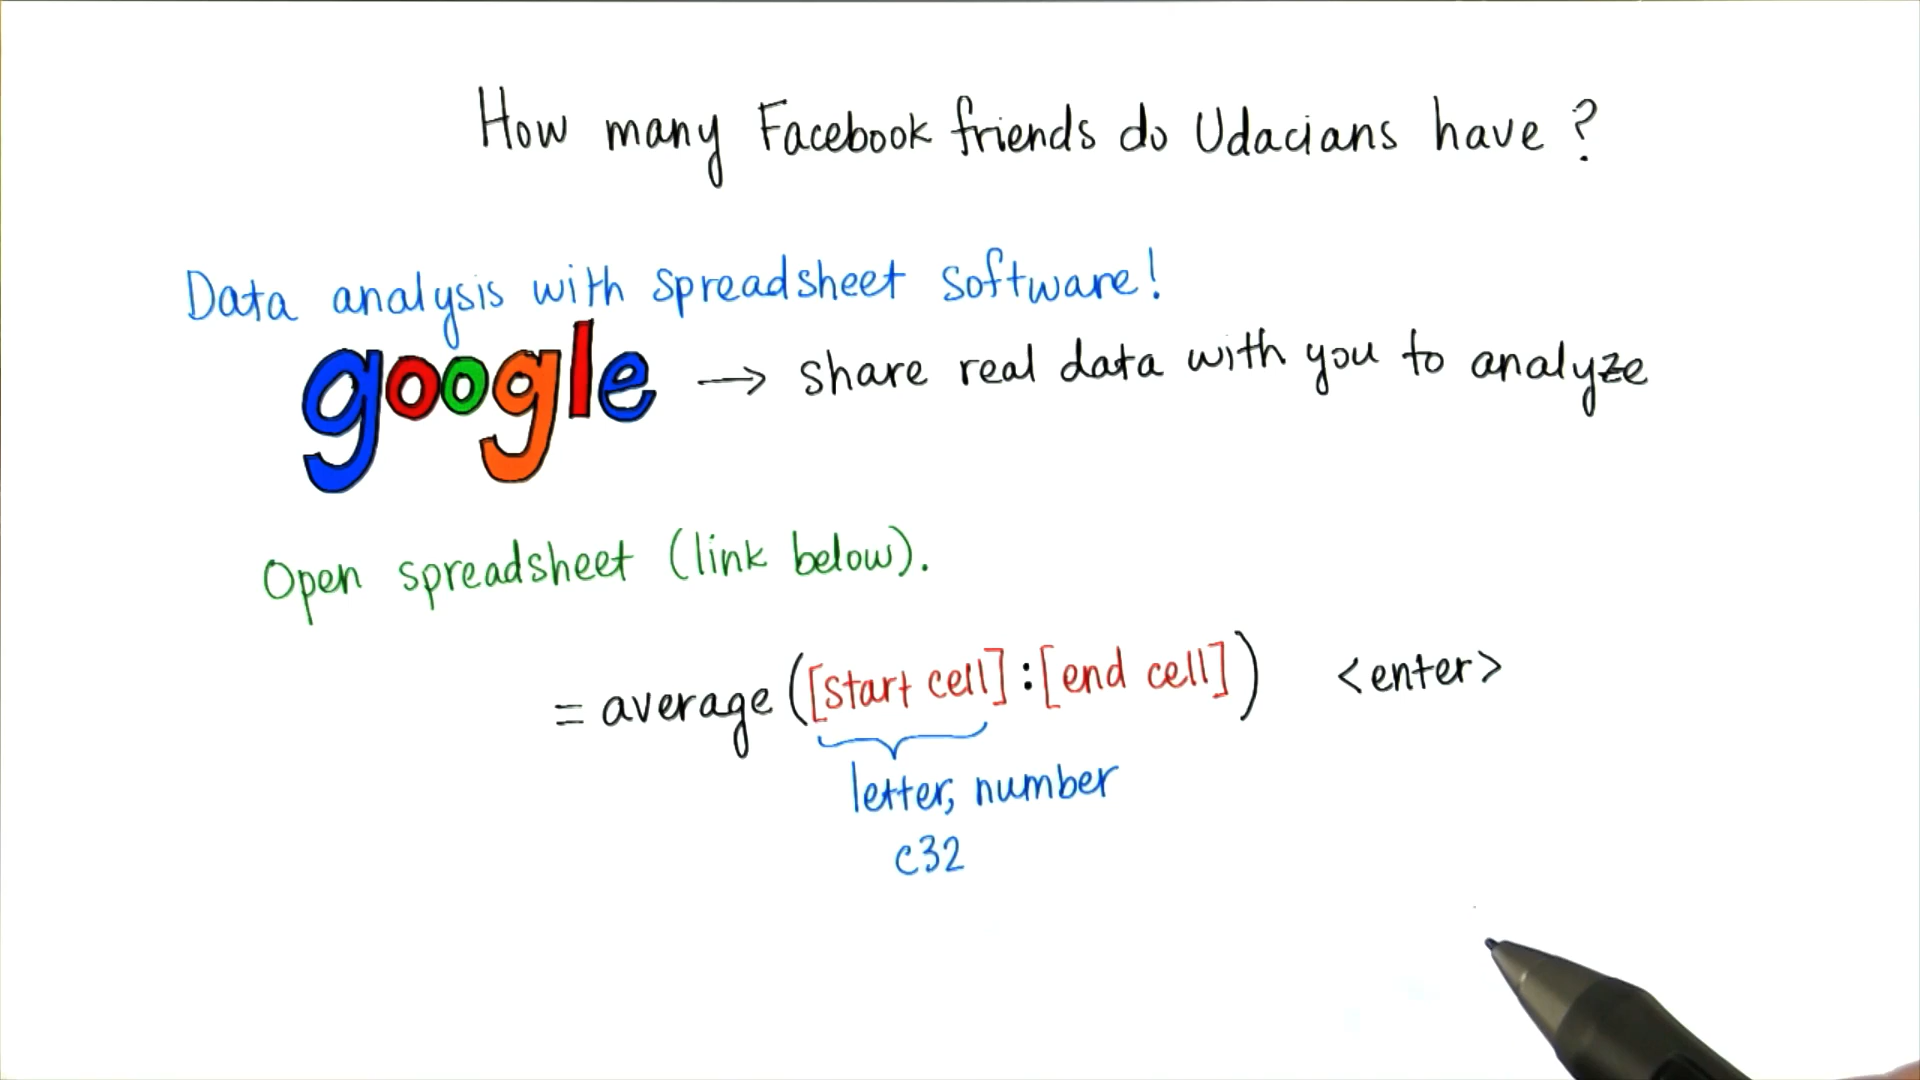 How many Facebook friends do Udacians have?
Data analysis with spreadsheet software!
google → share real data with you to analyze
Open spreadsheet (link below).
= average ([start cell]:[end cell]) <enter>
letter, number
c32